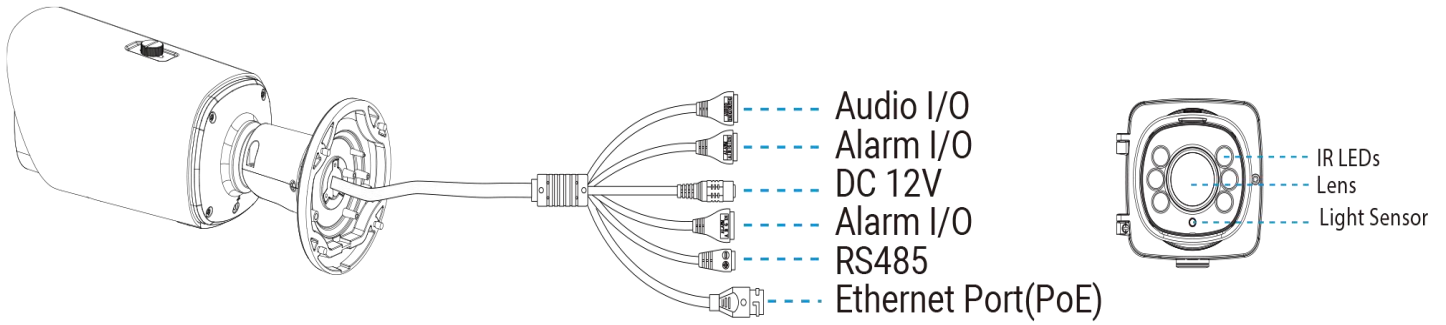 Audio I/O
Alarm I/O
DC 12V
Alarm I/O
RS485
Ethernet Port(PoE)
IR LEDs
Lens
Light Sensor